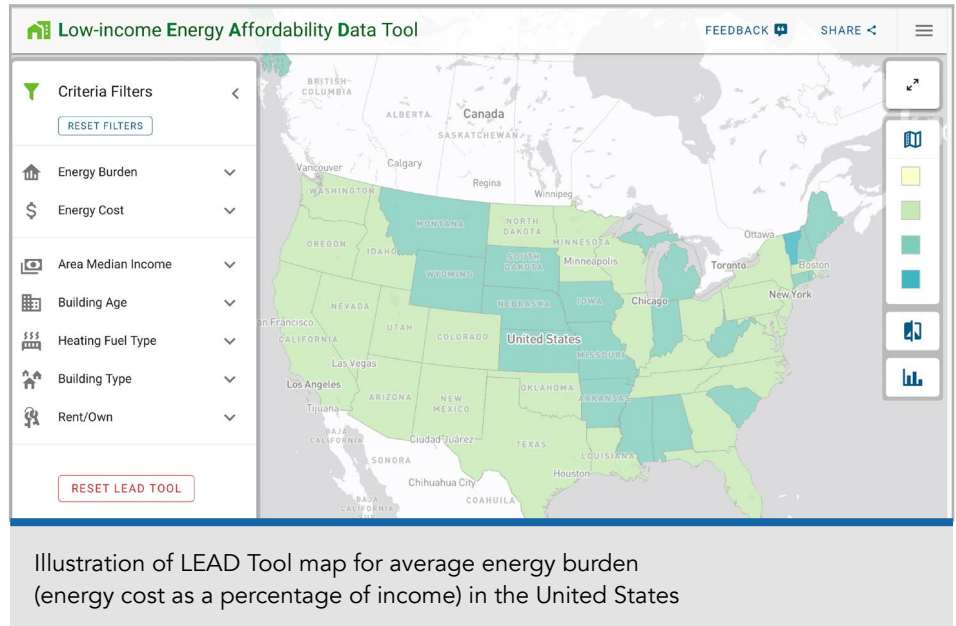 Low-income Energy Affordability Data Tool
FEEDBACK
SHARE
Criteria Filters
RESET FILTERS
Energy Burden
Energy Cost
Area Median Income
Building Age
Heating Fuel Type
Building Type
Rent/Own
RESET LEAD TOOL
BRITISH
COLUMBIA
ALBERTA
Canada
SASKATCHEWAN
Vancouver
Calgary
Regina
Winnipeg
WASHINGTON
MONTANA
NORTH
DAKOTA
MINNESOTA
Ottawa
OREGON
IDAHO
SOUTH
DAKOTA
Minneapolis
Toronto
Boston
WYOMING
NEBRASKA
IOWA
Chicago
New York
NEVADA
an Francisco
UTAH
CALIFORNIA
COLORADO
United States
MISSOURI
Las Vegas
Los Angeles
OKLAHOMA
ARKANSAS
ARIZONA
NEW
MEXICO
Tijuana
BAJA
CALIFORNIA
Ciudad Juárez
TEXAS
LOUISIANA
SONORA
Houston
Chihuahua City
COAHUILA
BAJA
CALIFORNIA
SUR
Illustration of LEAD Tool map for average energy burden
(energy cost as a percentage of income) in the United States